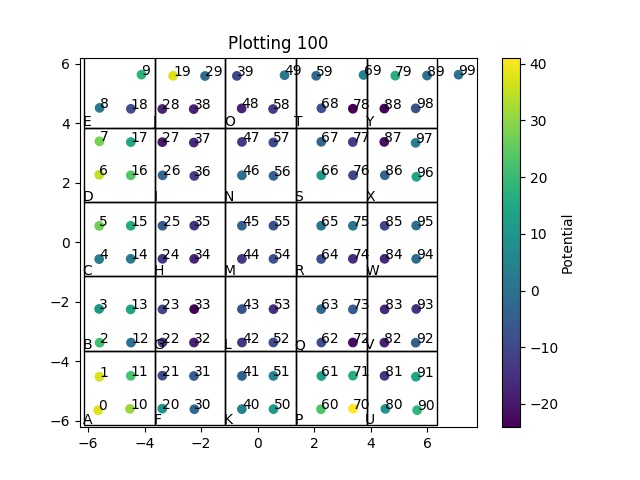 Plotting 100
9 19 29 39 49 59 69 79 89 99
8 18 28 38 48 58 68 78 88 98
E O T Y
7 17 27 37 47 57 67 77 87 97
6 16 26 36 46 56 66 76 86 96
D I N S X
5 15 25 35 45 55 65 75 85 95
4 14 24 34 44 54 64 74 84 94
C H M R W
3 13 23 33 43 53 63 73 83 93
2 12 22 32 42 52 62 72 82 92
B G L Q V
1 11 21 31 41 51 61 71 81 91
0 10 20 30 40 50 60 70 80 90
A F K P U
6
4
2
0
−2
−4
−6
−6 −4 −2 0 2 4 6
40
30
20
10
0
−10
−20
Potential